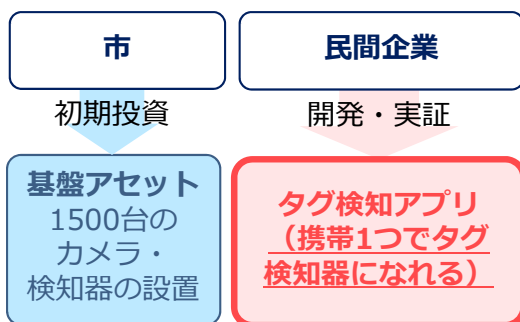 市
民間企業
初期投資
開発・実証
基盤アセット
1500台の
カメラ・
検知器の設置
タグ検知アプリ
（携帯1つでタグ
検知器になれる）